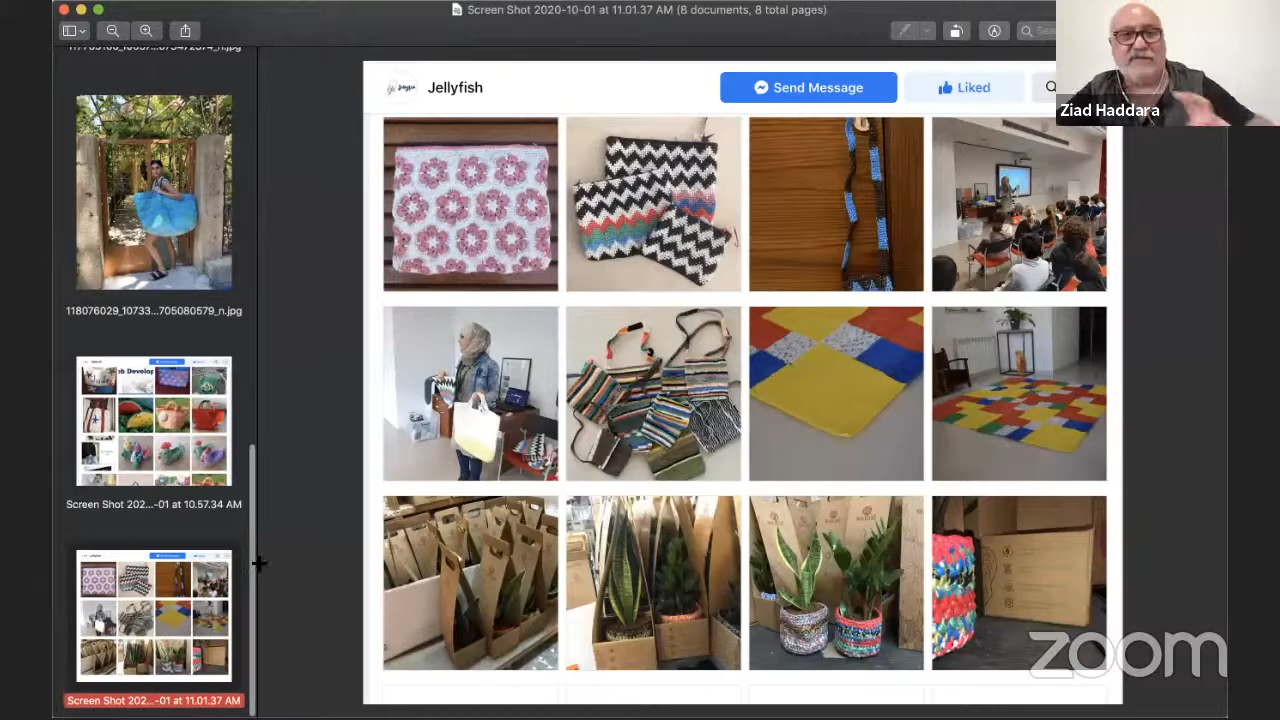 Screen Shot 2020-10-01 at 11.01.37 AM (8 documents, 8 total pages)
Jellyfish
Send Message
Liked
Ziad Haddara
118076029_10733...705080579_n.jpg
Screen Shot 202...-01 at 10.57.34 AM
Screen Shot 202...-01 at 11.01.37 AM
zoom